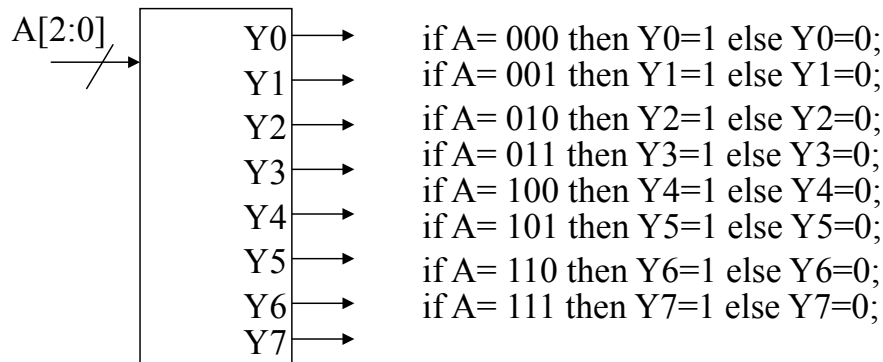 A[2:0]
Y0 if A= 000 then Y0=1 else Y0=0;
Y1 if A= 001 then Y1=1 else Y1=0;
Y2 if A= 010 then Y2=1 else Y2=0;
Y3 if A= 011 then Y3=1 else Y3=0;
Y4 if A= 100 then Y4=1 else Y4=0;
Y5 if A= 101 then Y5=1 else Y5=0;
Y6 if A= 110 then Y6=1 else Y6=0;
Y7 if A= 111 then Y7=1 else Y7=0;